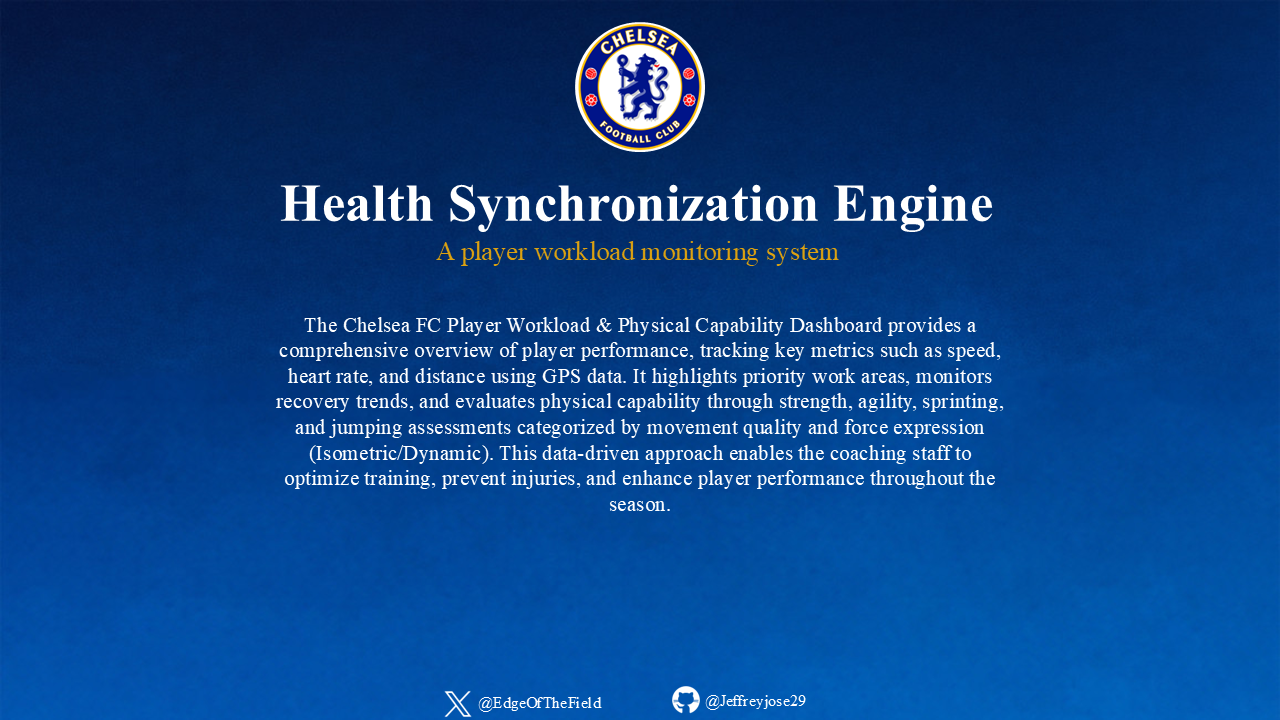 CHELSEA
FOOTBALL CLUB
Health Synchronization Engine
A player workload monitoring system
The Chelsea FC Player Workload & Physical Capability Dashboard provides a
comprehensive overview of player performance, tracking key metrics such as speed,
heart rate, and distance using GPS data. It highlights priority work areas, monitors
recovery trends, and evaluates physical capability through strength, agility, sprinting,
and jumping assessments categorized by movement quality and force expression
(Isometric/Dynamic). This data-driven approach enables the coaching staff to
optimize training, prevent injuries, and enhance player performance throughout the
season.
@EdgeOfTheField
@Jeffreyjose29